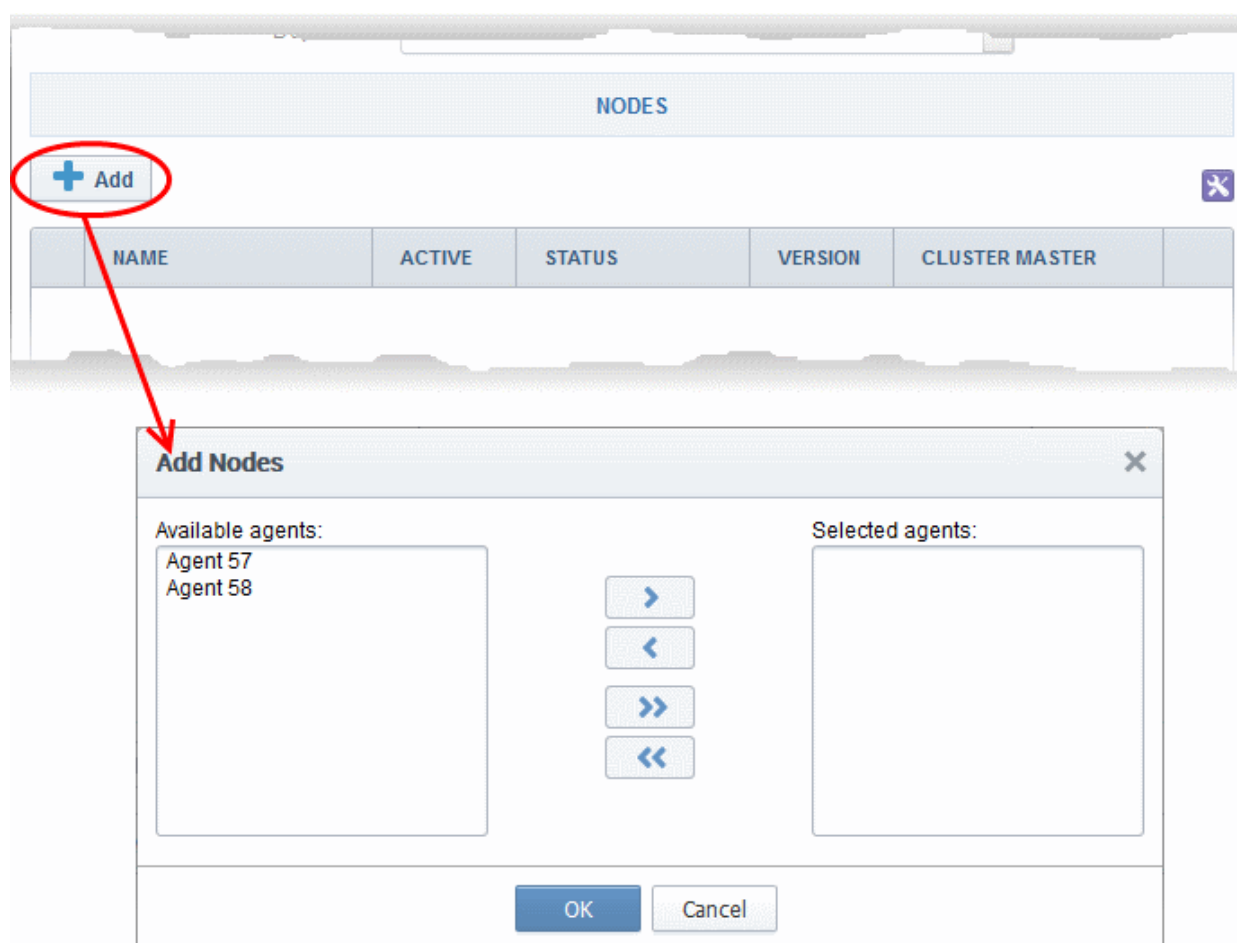 NODES
Add
NAME ACTIVE STATUS VERSION CLUSTER MASTER
Add Nodes
Available agents: Selected agents:
Agent 57
Agent 58
OK Cancel